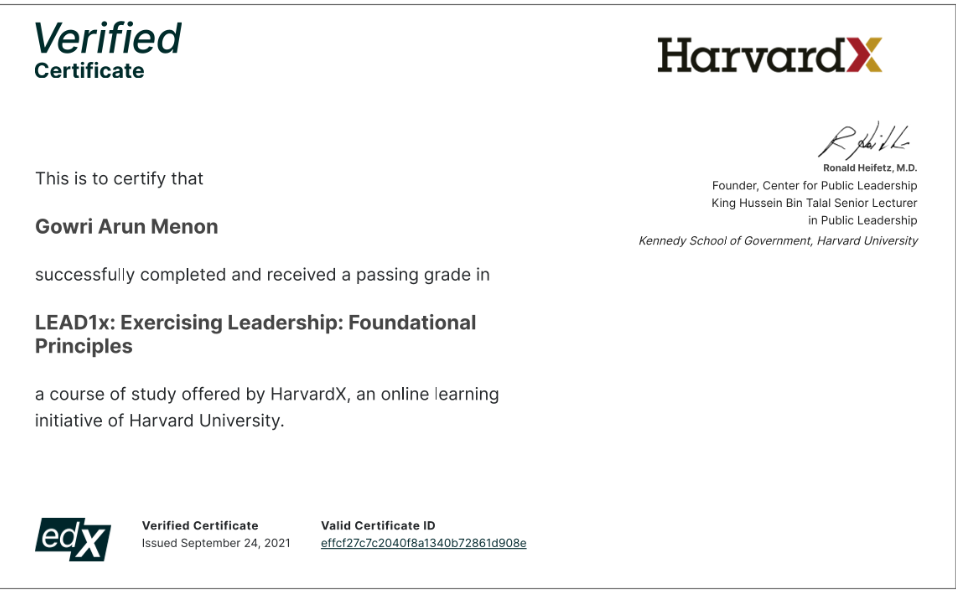 Verified
Certificate
HarvardX
Ronald Heifetz, M.D.
Founder, Center for Public Leadership
King Hussein Bin Talal Senior Lecturer
in Public Leadership
Kennedy School of Government, Harvard University
This is to certify that
Gowri Arun Menon
successfully completed and received a passing grade in
LEAD1x: Exercising Leadership: Foundational
Principles
a course of study offered by HarvardX, an online learning
initiative of Harvard University.
edX
Verified Certificate
Issued September 24, 2021
Valid Certificate ID
effcf27c7c2040f8a1340b72861d908e